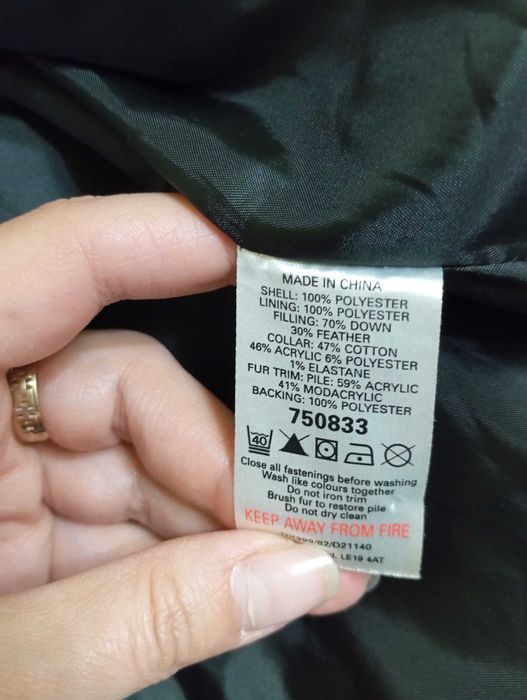 MADE IN CHINA
SHELL: 100% POLYESTER
LINING: 100% POLYESTER
FILLING: 70% DOWN
30% FEATHER
COLLAR: 47% COTTON
46% ACRYLIC 6% POLYESTER
1% ELASTANE
FUR TRIM: PILE: 59% ACRYLIC
41% MODACRYLIC
BACKING: 100% POLYESTER
750833
40
Close all fastenings before washing
Wash like colours together
Do not iron trim
Brush fur to restore pile
Do not dry clean
KEEP AWAY FROM FIRE
/D21140
LE19 4AT